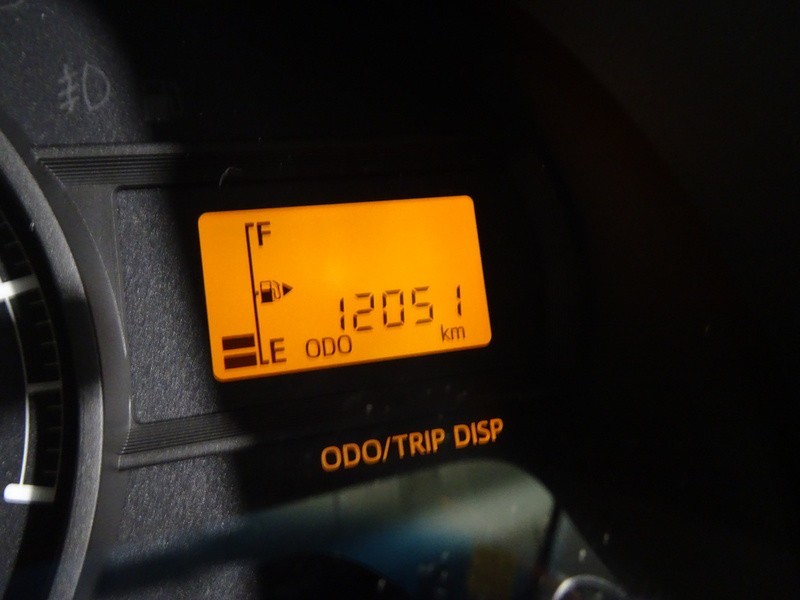 F
12051
E ODO km
ODO/TRIP DISP